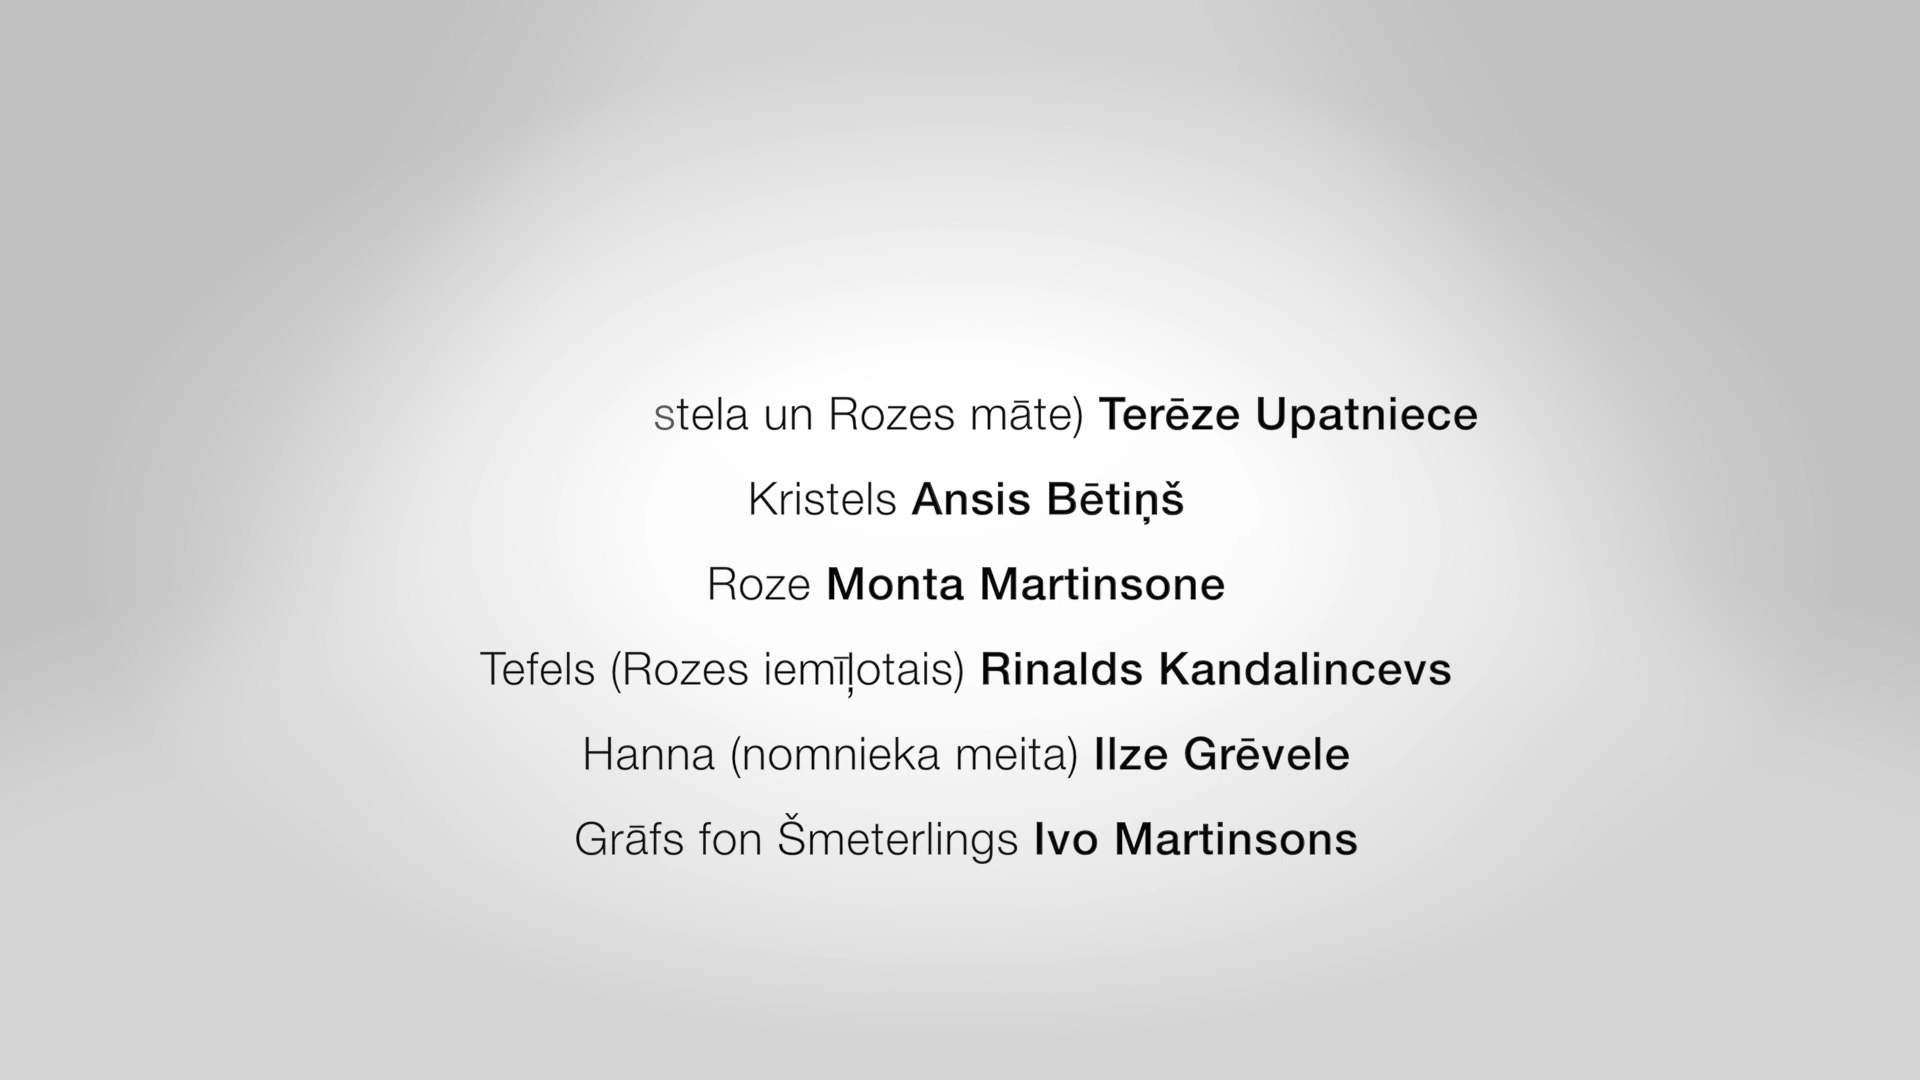 stela un Rozes māte) Terēze Upatniece
Kristels Ansis Bētiņš
Roze Monta Martinsone
Tefels (Rozes iemīļotais) Rinalds Kandalincevs
Hanna (nomnieka meita) Ilze Grēvele
Grāfs fon Šmeterlings Ivo Martinsons